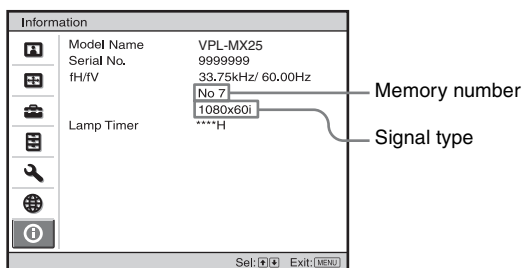 Information
Model Name VPL-MX25
Serial No. 9999999
fH/fV 33.75kHz/ 60.00Hz
No 7 Memory number
1080x60i
Signal type
Lamp Timer ****H
Sel: Exit: MENU